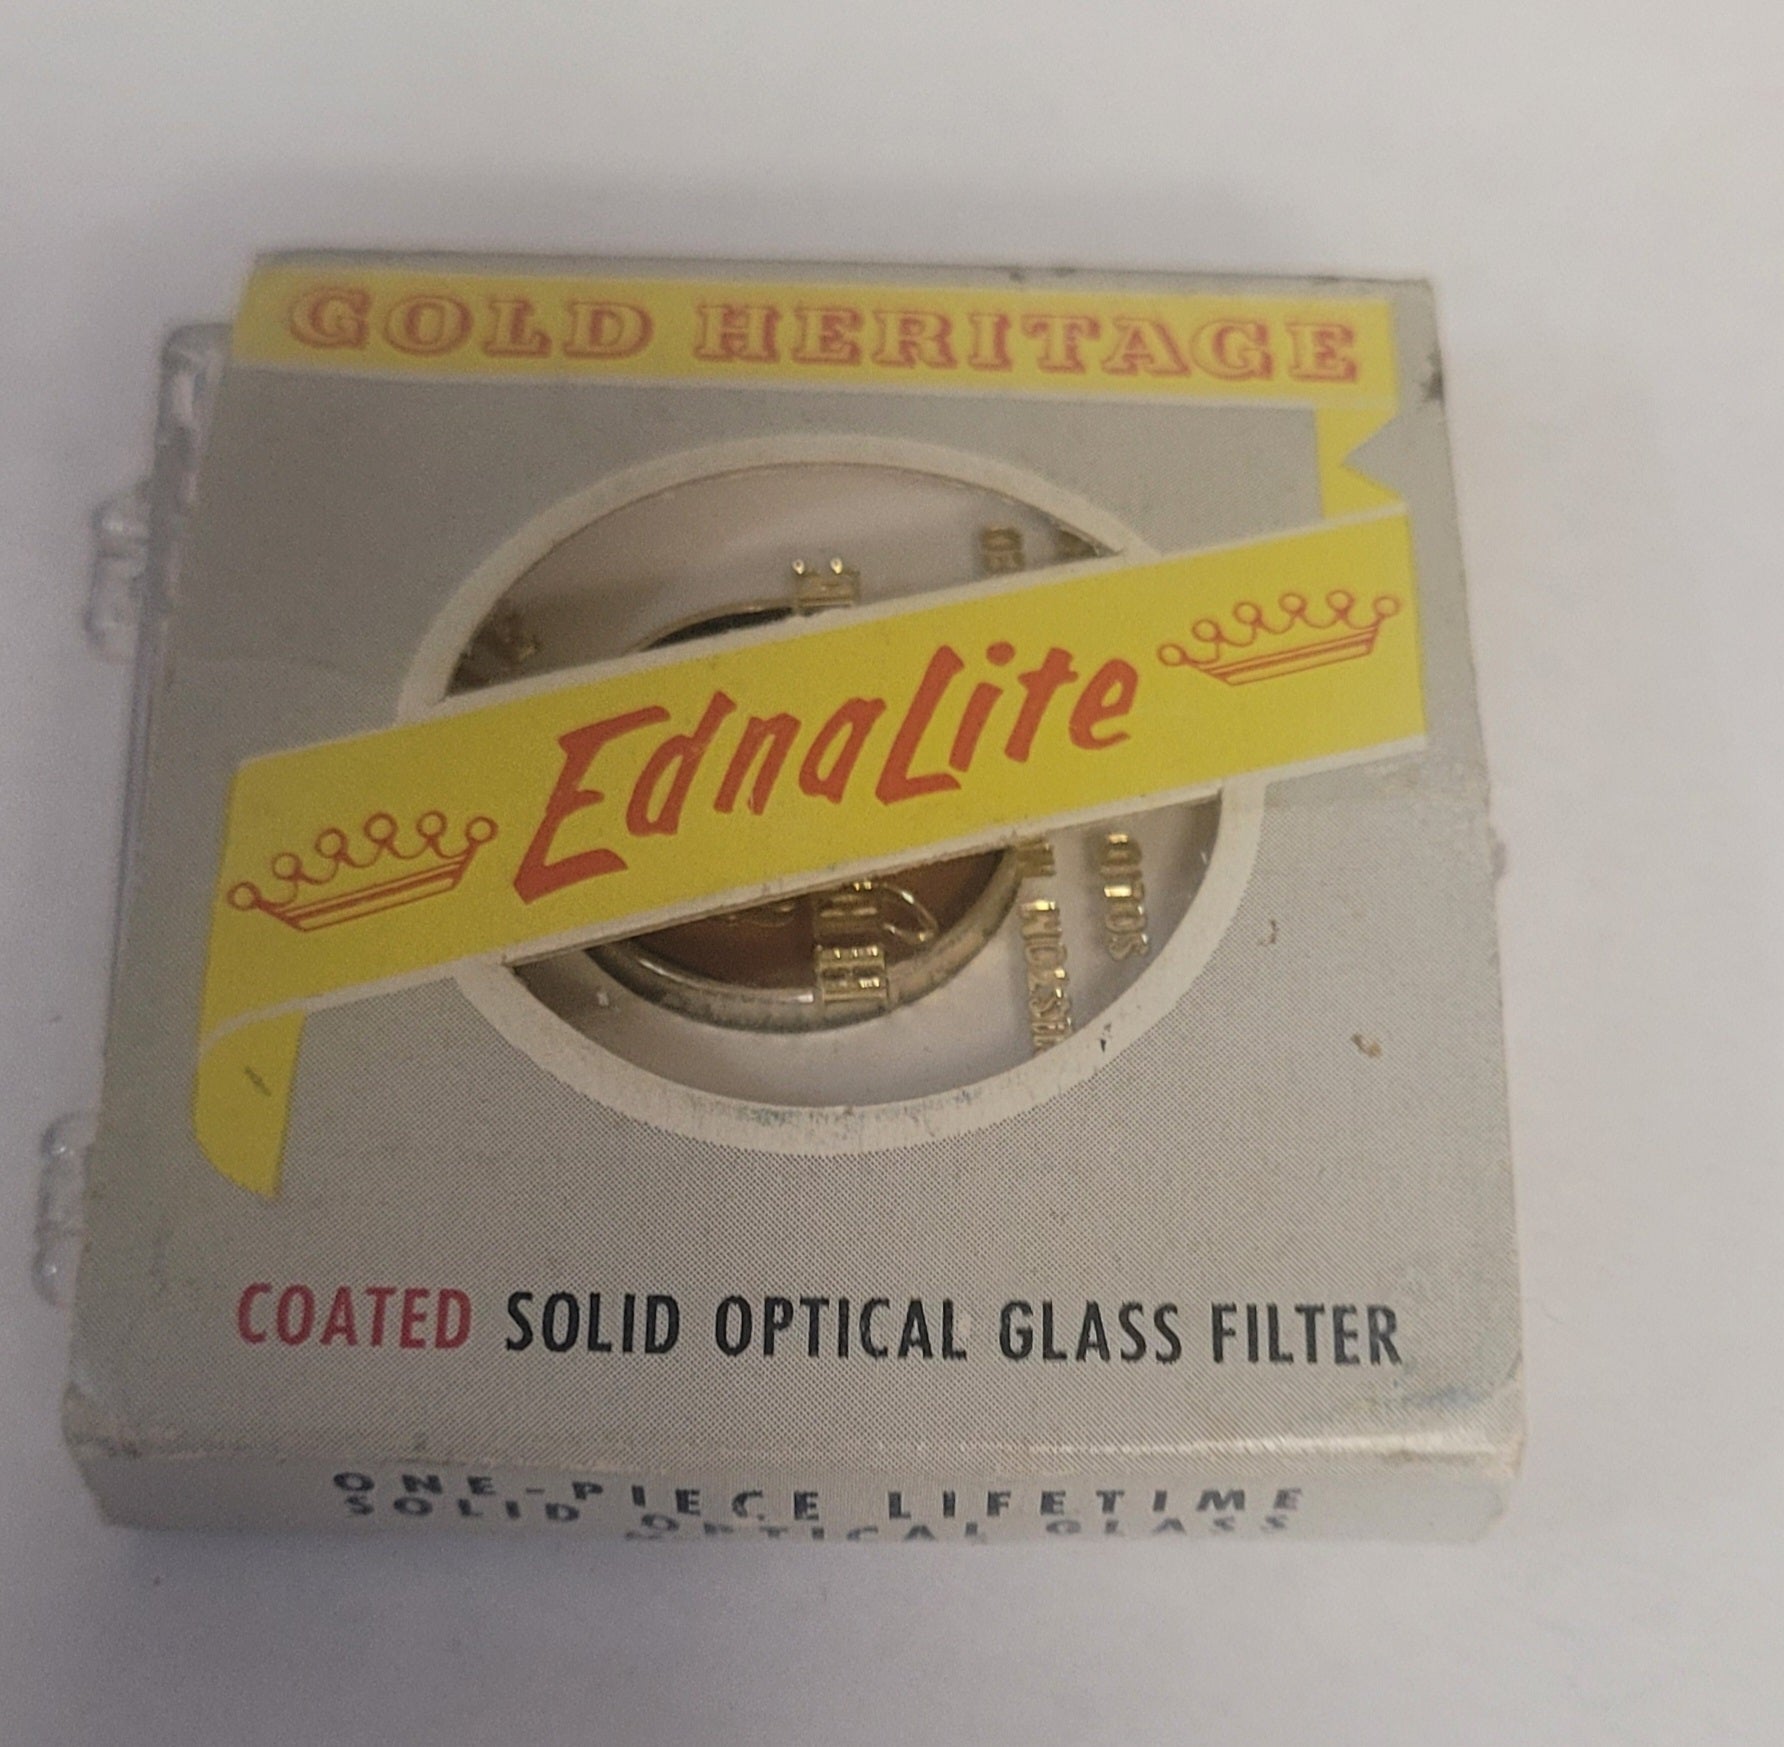 GOLD HERITAGE
EdnaLite
COATED SOLID OPTICAL GLASS FILTER
ONE-PIECE LIFETIME
SOLID OPTICAL GLASS